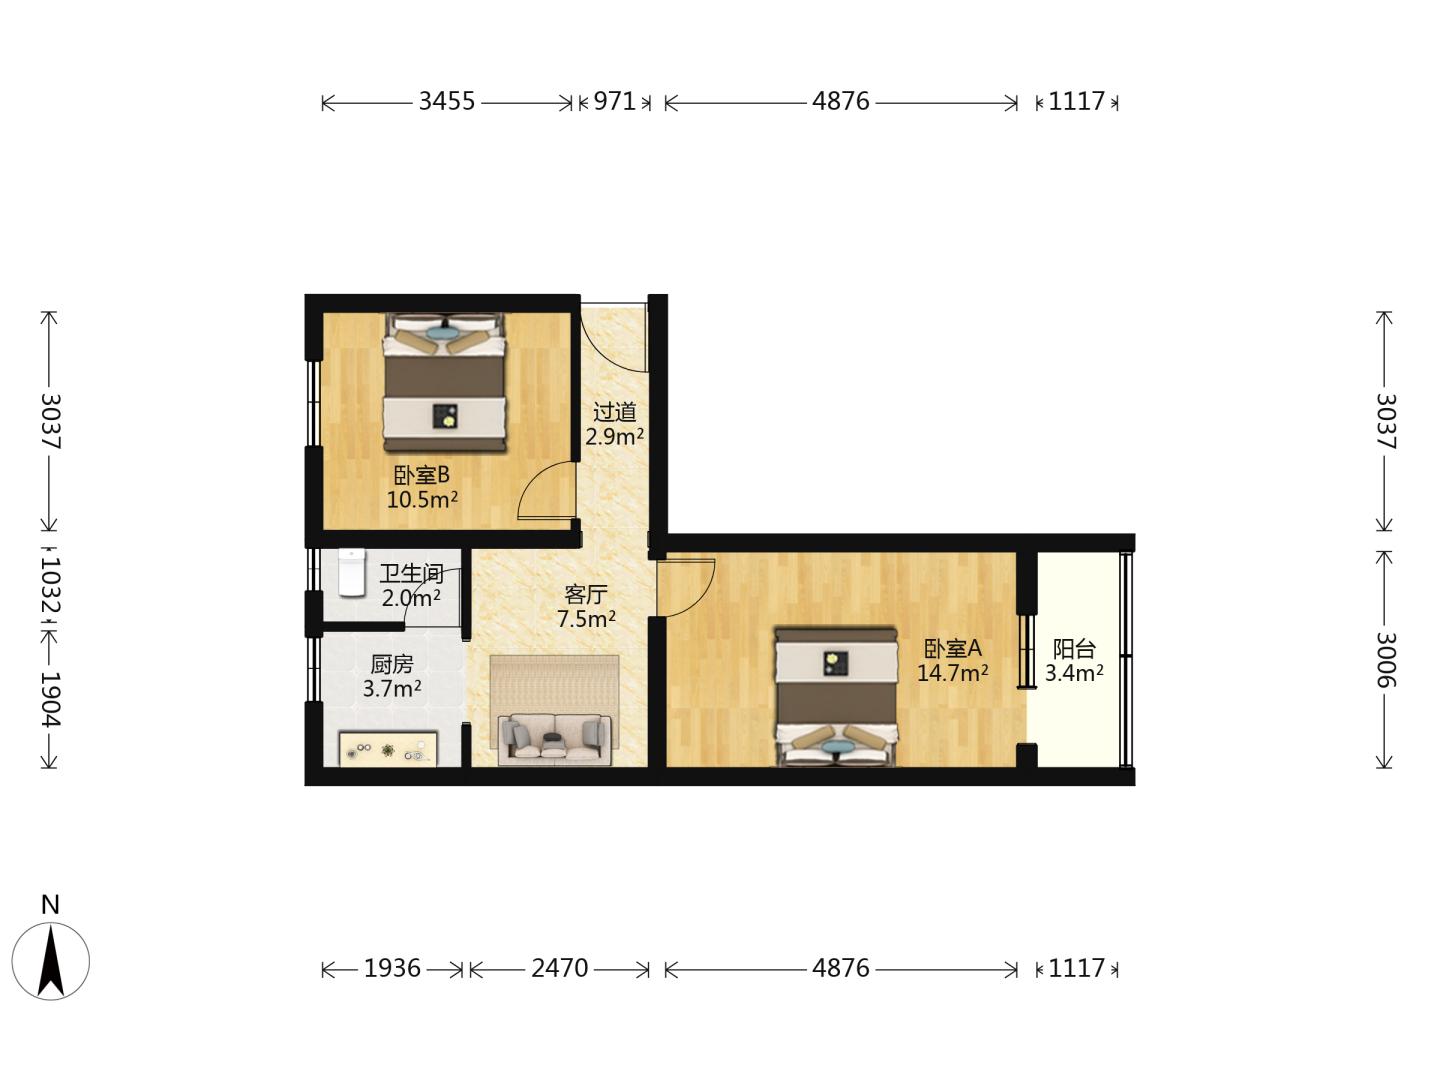 3455
971
4876
1117
3037
1032
1904
3037
3006
过道
2.9m²
卧室B
10.5m²
卫生间
2.0m²
客厅
7.5m²
厨房
3.7m²
卧室A
14.7m²
阳台
3.4m²
N
1936
2470
4876
1117